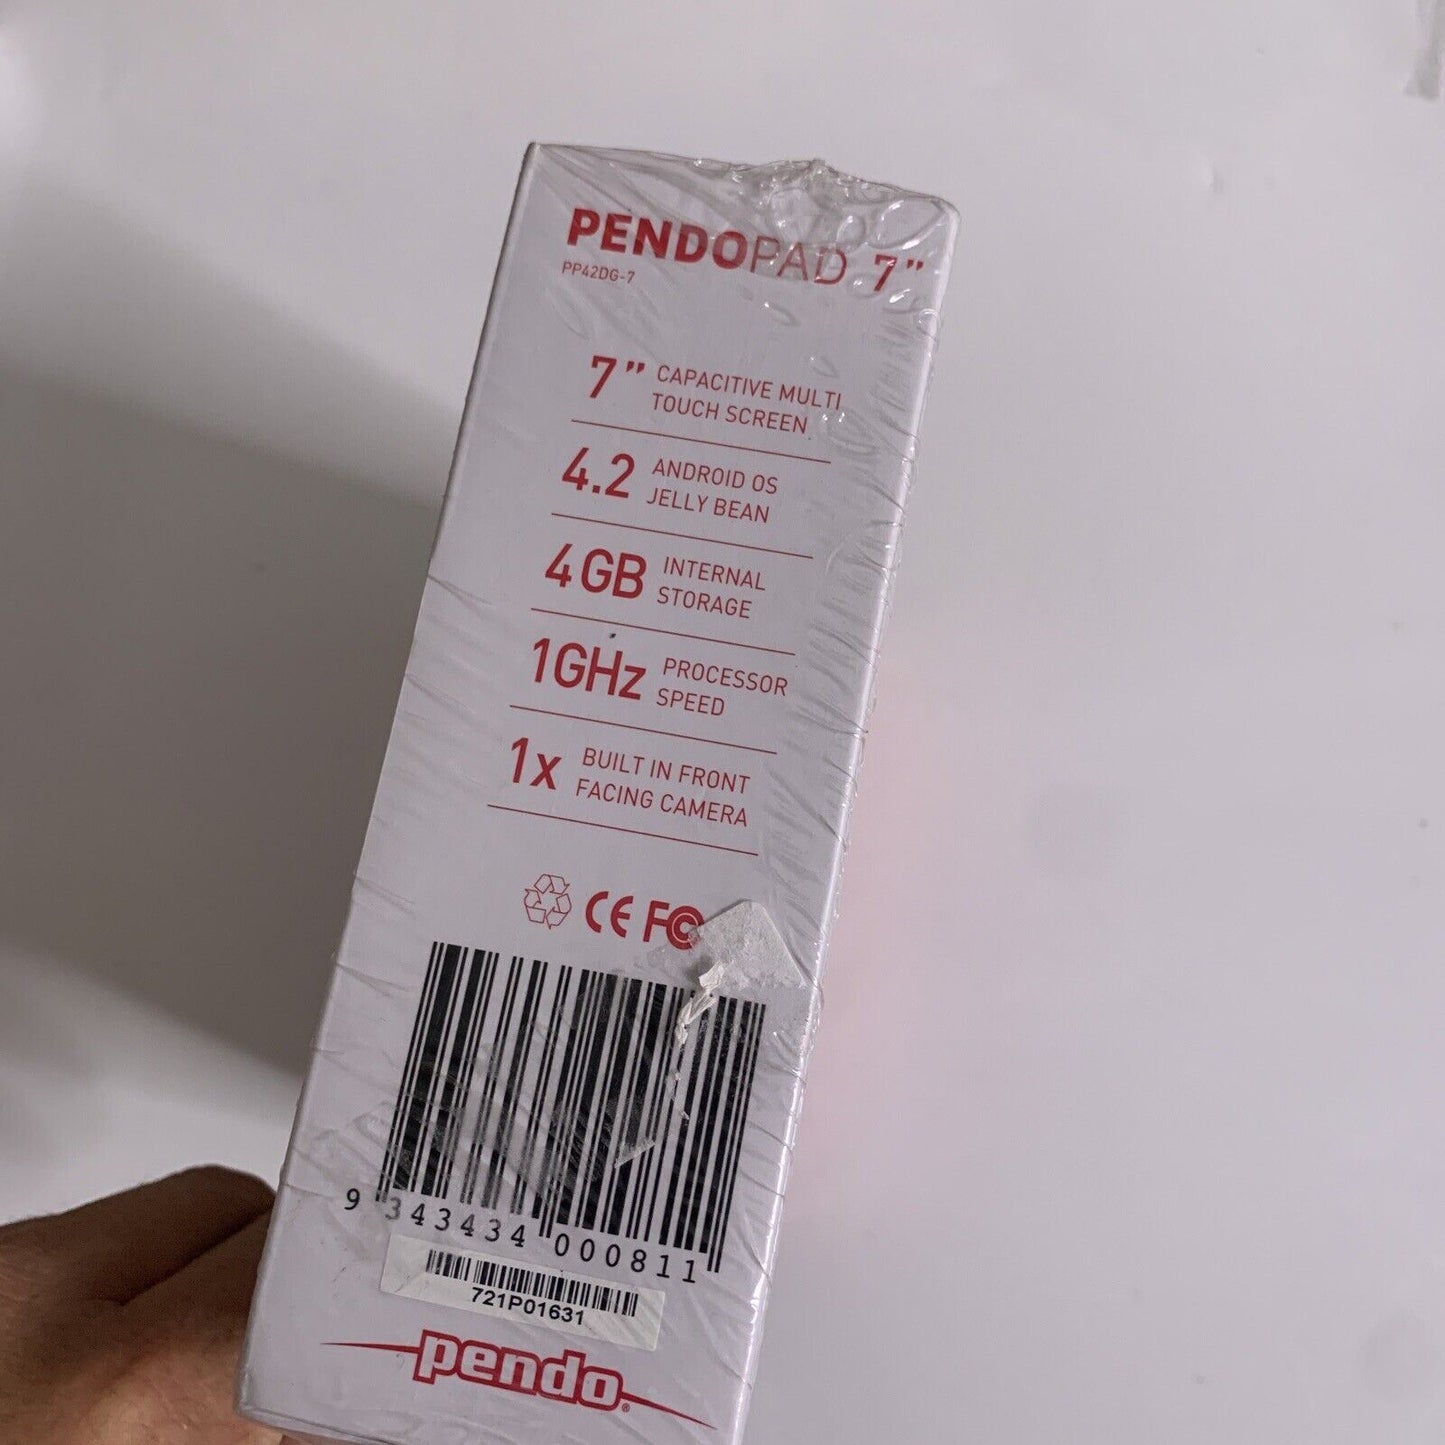 PENDOPAD 7"
PP42DG-7
7" CAPACITIVE MULTI
TOUCH SCREEN
4.2 ANDROID OS
JELLY BEAN
4GB INTERNAL
STORAGE
1GHz PROCESSOR
SPEED
1x BUILT IN FRONT
FACING CAMERA
CE FC
9 343434 000811
721P01631
pendo®